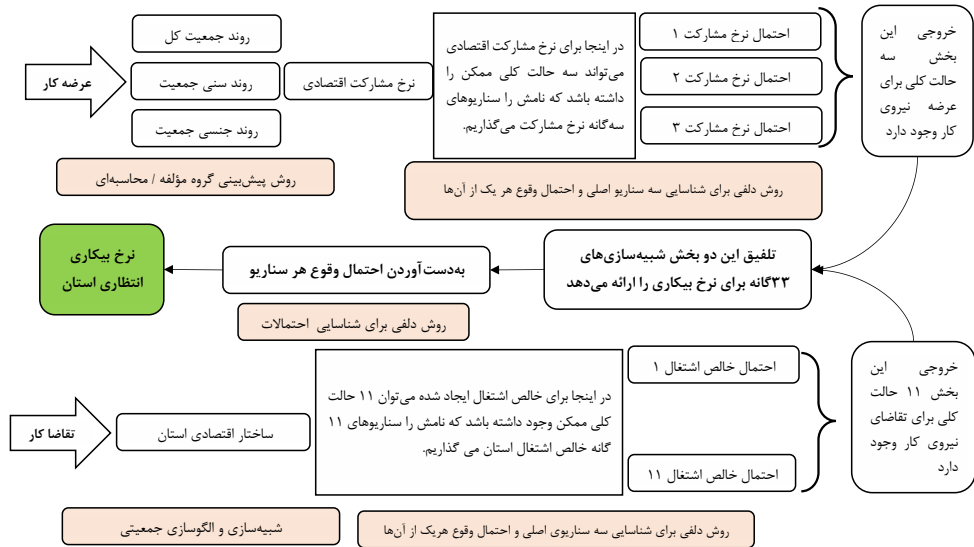 عرضه کار
روند جمعیت کل
روند سنی جمعیت
روند جنسی جمعیت
نرخ مشارکت اقتصادی
در اینجا برای نرخ مشارکت اقتصادی
می‌تواند سه حالت کلی ممکن را
داشته باشد که نامش را سناریوهای
سه‌گانه نرخ مشارکت می‌گذاریم.
احتمال نرخ مشارکت ۱
احتمال نرخ مشارکت ۲
احتمال نرخ مشارکت ۳
خروجی این
بخش سه
حالت کلی برای
عرضه نیروی
کار وجود دارد
روش پیش‌بینی گروه مؤلفه / محاسبه‌ای
روش دلفی برای شناسایی سه سناریو اصلی و احتمال وقوع هر یک از آن‌ها
تلفیق این دو بخش شبیه‌سازی‌های
۳۳گانه برای نرخ بیکاری را ارائه می‌دهد
به‌دست‌آوردن احتمال وقوع هر سناریو
نرخ بیکاری
انتظاری استان
روش دلفی برای شناسایی احتمالات
تقاضا کار
ساختار اقتصادی استان
در اینجا برای خالص اشتغال ایجاد شده می‌توان ۱۱ حالت
کلی ممکن وجود داشته باشد که نامش را سناریوهای ۱۱
گانه خالص اشتغال استان می گذاریم.
احتمال خالص اشتغال ۱
احتمال خالص اشتغال ۱۱
خروجی این
بخش ۱۱ حالت
کلی برای تقاضای
نیروی کار وجود
دارد
شبیه‌سازی و الگوسازی جمعیتی
روش دلفی برای شناسایی سه سناریوی اصلی و احتمال وقوع هریک از آن‌ها